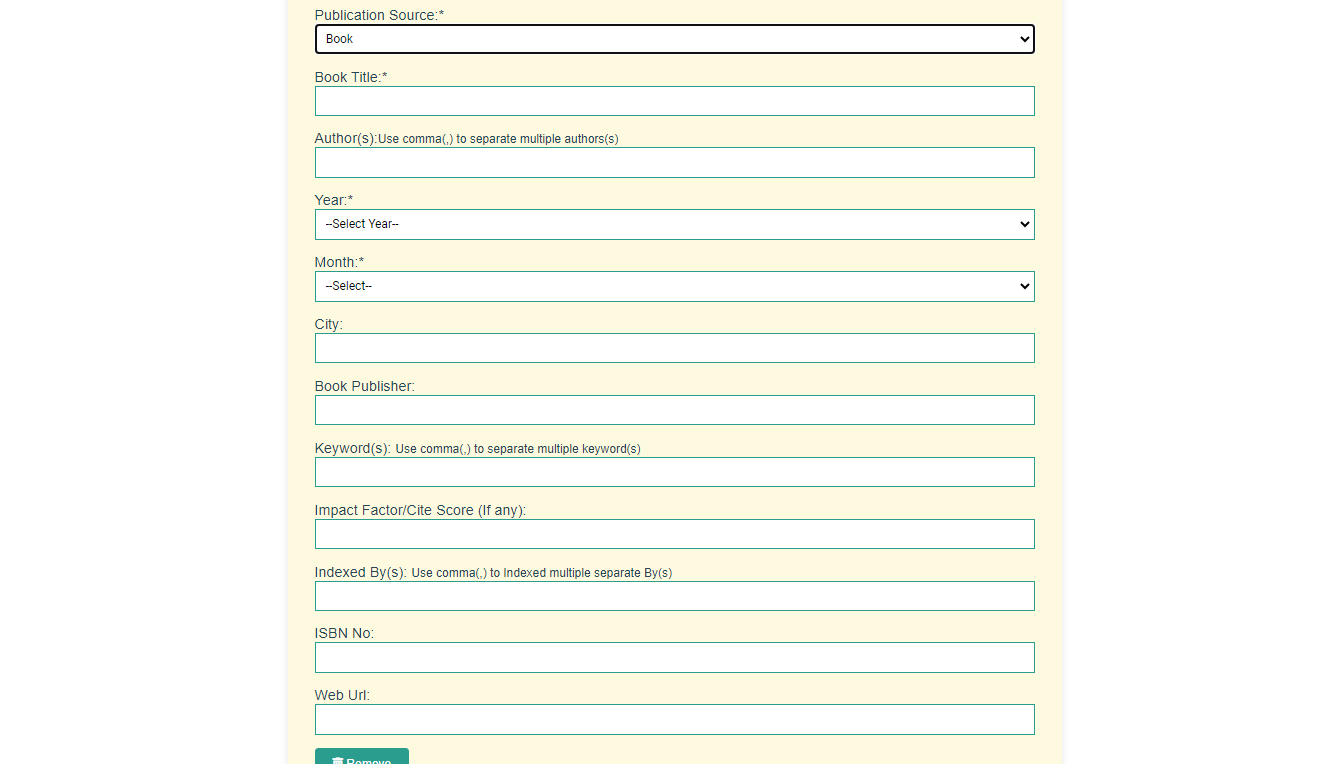 Publication Source:*
Book
Book Title:*
Author(s):Use comma(,) to separate multiple authors(s)
Year:*
--Select Year--
Month:*
--Select--
City:
Book Publisher:
Keyword(s): Use comma(,) to separate multiple keyword(s)
Impact Factor/Cite Score (If any):
Indexed By(s): Use comma(,) to Indexed multiple separate By(s)
ISBN No:
Web Url:
Remove